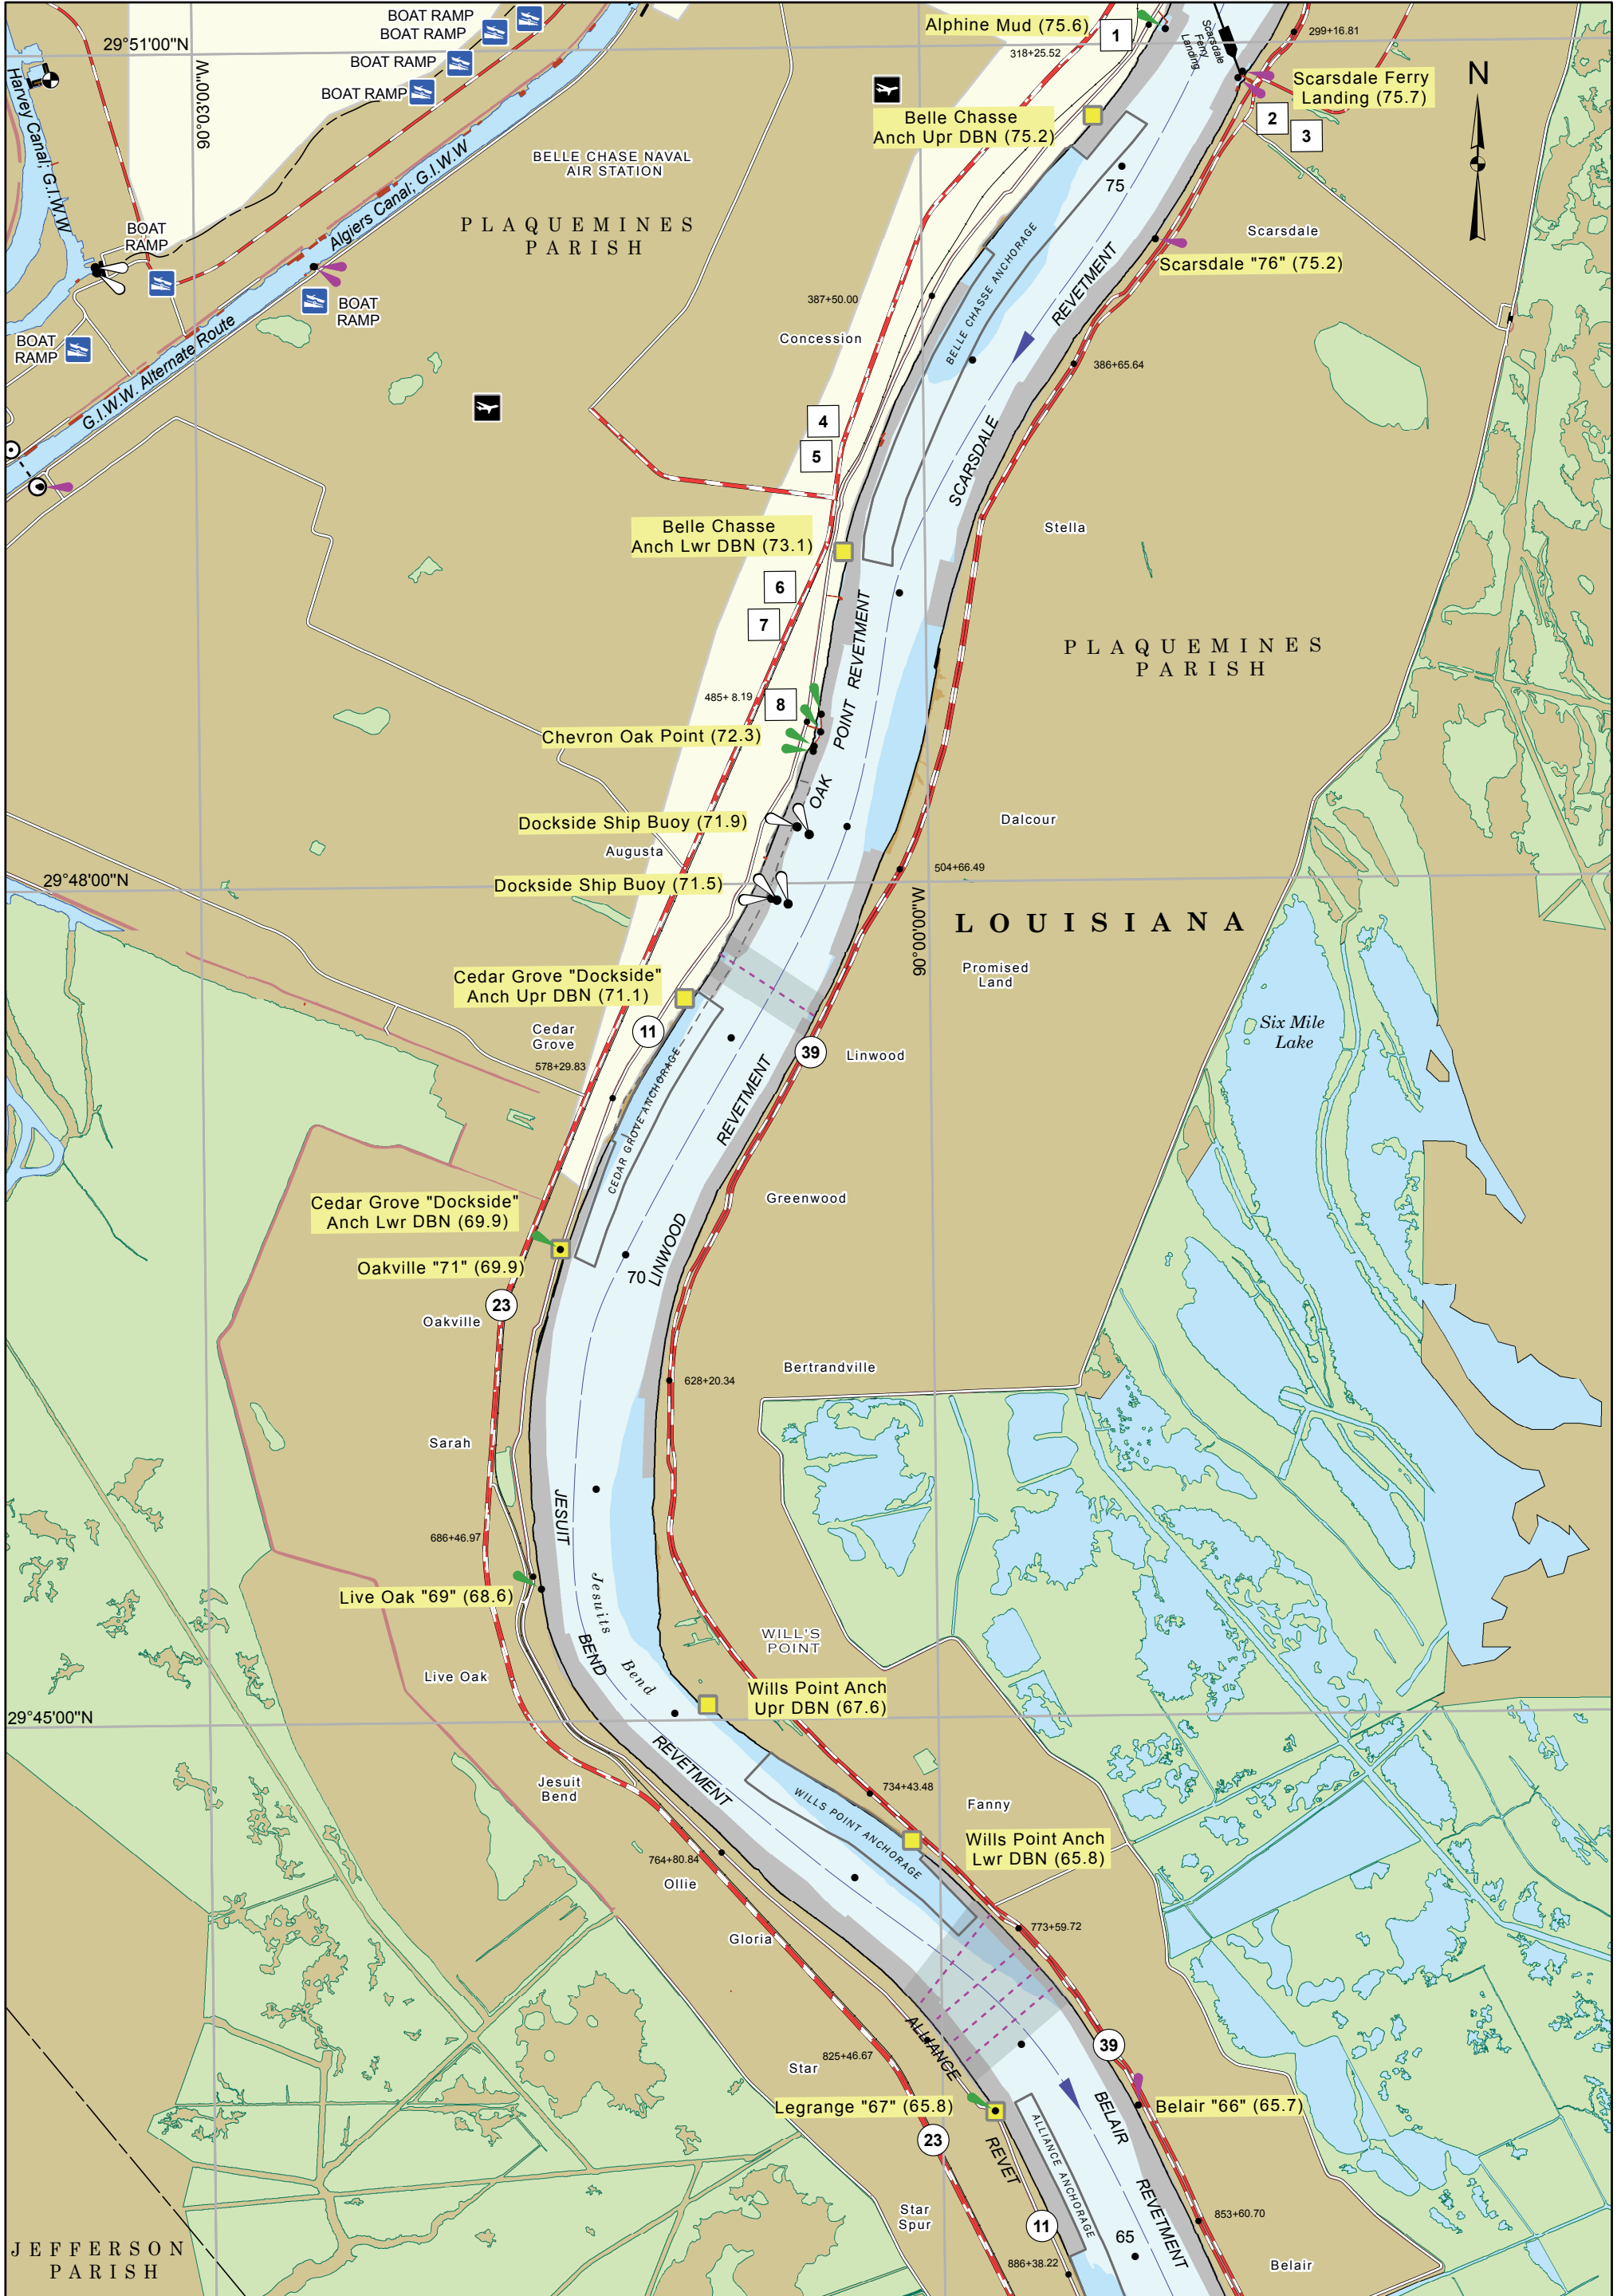 BOAT RAMP
BOAT RAMP
BOAT RAMP
BOAT RAMP
Alphine Mud (75.6)
1
318+25.52
Scarsdale
Ferry
Landing
299+16.81
29°51'00"N
90°03'00"W
Harvey Canal; G.I.W.W
Scarsdale Ferry
Landing (75.7)
N
2
3
Belle Chasse
Anch Upr DBN (75.2)
BELLE CHASE NAVAL
AIR STATION
Algiers Canal; G.I.W.W
75
PLAQUEMINES
PARISH
BOAT
RAMP
Scarsdale
Scarsdale "76" (75.2)
BELLE CHASSE ANCHORAGE
REVETMENT
387+50.00
BOAT
RAMP
Concession
BOAT
RAMP
G.I.W.W. Alternate Route
386+65.64
4
5
SCARSDALE
Belle Chasse
Anch Lwr DBN (73.1)
Stella
6
7
REVETMENT
PLAQUEMINES
PARISH
485+ 8.19
8
POINT
Chevron Oak Point (72.3)
OAK
Dockside Ship Buoy (71.9)
Dalcour
Augusta
504+66.49
29°48'00"N
Dockside Ship Buoy (71.5)
90°00'00"W
LOUISIANA
Promised
Land
Cedar Grove "Dockside"
Anch Upr DBN (71.1)
11
Six Mile
Lake
Cedar
Grove
39
Linwood
578+29.83
CEDAR GROVE ANCHORAGE
REVETMENT
Cedar Grove "Dockside"
Anch Lwr DBN (69.9)
Greenwood
LINWOOD
Oakville "71" (69.9)
70
23
Oakville
Bertrandville
628+20.34
Sarah
JESUIT
686+46.97
Live Oak "69" (68.6)
Jesuits
Bend
WILL'S
POINT
BEND
Live Oak
Wills Point Anch
Upr DBN (67.6)
29°45'00"N
REVETMENT
Jesuit
Bend
734+43.48
WILLS POINT ANCHORAGE
Fanny
Wills Point Anch
Lwr DBN (65.8)
764+80.84
Ollie
773+59.72
Gloria
ALLIANCE
39
825+46.67
Star
Legrange "67" (65.8)
Belair "66" (65.7)
BELAIR
23
ALLIANCE ANCHORAGE
REVET
REVETMENT
Star
Spur
853+60.70
11
65
JEFFERSON
PARISH
886+38.22
Belair